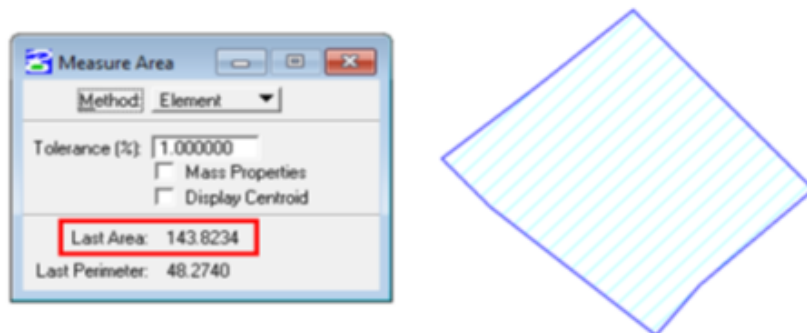 Measure Area
Method: Element
Tolerance (%): 1.000000
Mass Properties
Display Centroid
Last Area: 143.8234
Last Perimeter: 48.2740